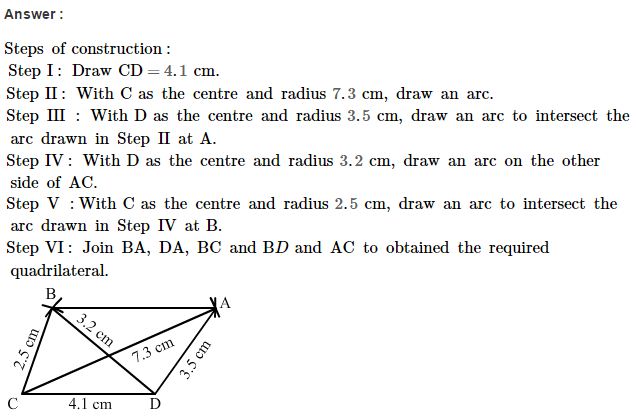 Answer :
Steps of construction :
Step I : Draw CD = 4.1 cm.
Step II : With C as the centre and radius 7.3 cm, draw an arc.
Step III : With D as the centre and radius 3.5 cm, draw an arc to intersect the
arc drawn in Step II at A.
Step IV : With D as the centre and radius 3.2 cm, draw an arc on the other
side of AC.
Step V : With C as the centre and radius 2.5 cm, draw an arc to intersect the
arc drawn in Step IV at B.
Step VI : Join BA, DA, BC and BD and AC to obtained the required
quadrilateral.
B
A
3.2 cm
2.5 cm
7.3 cm
3.5 cm
C
4.1 cm
D